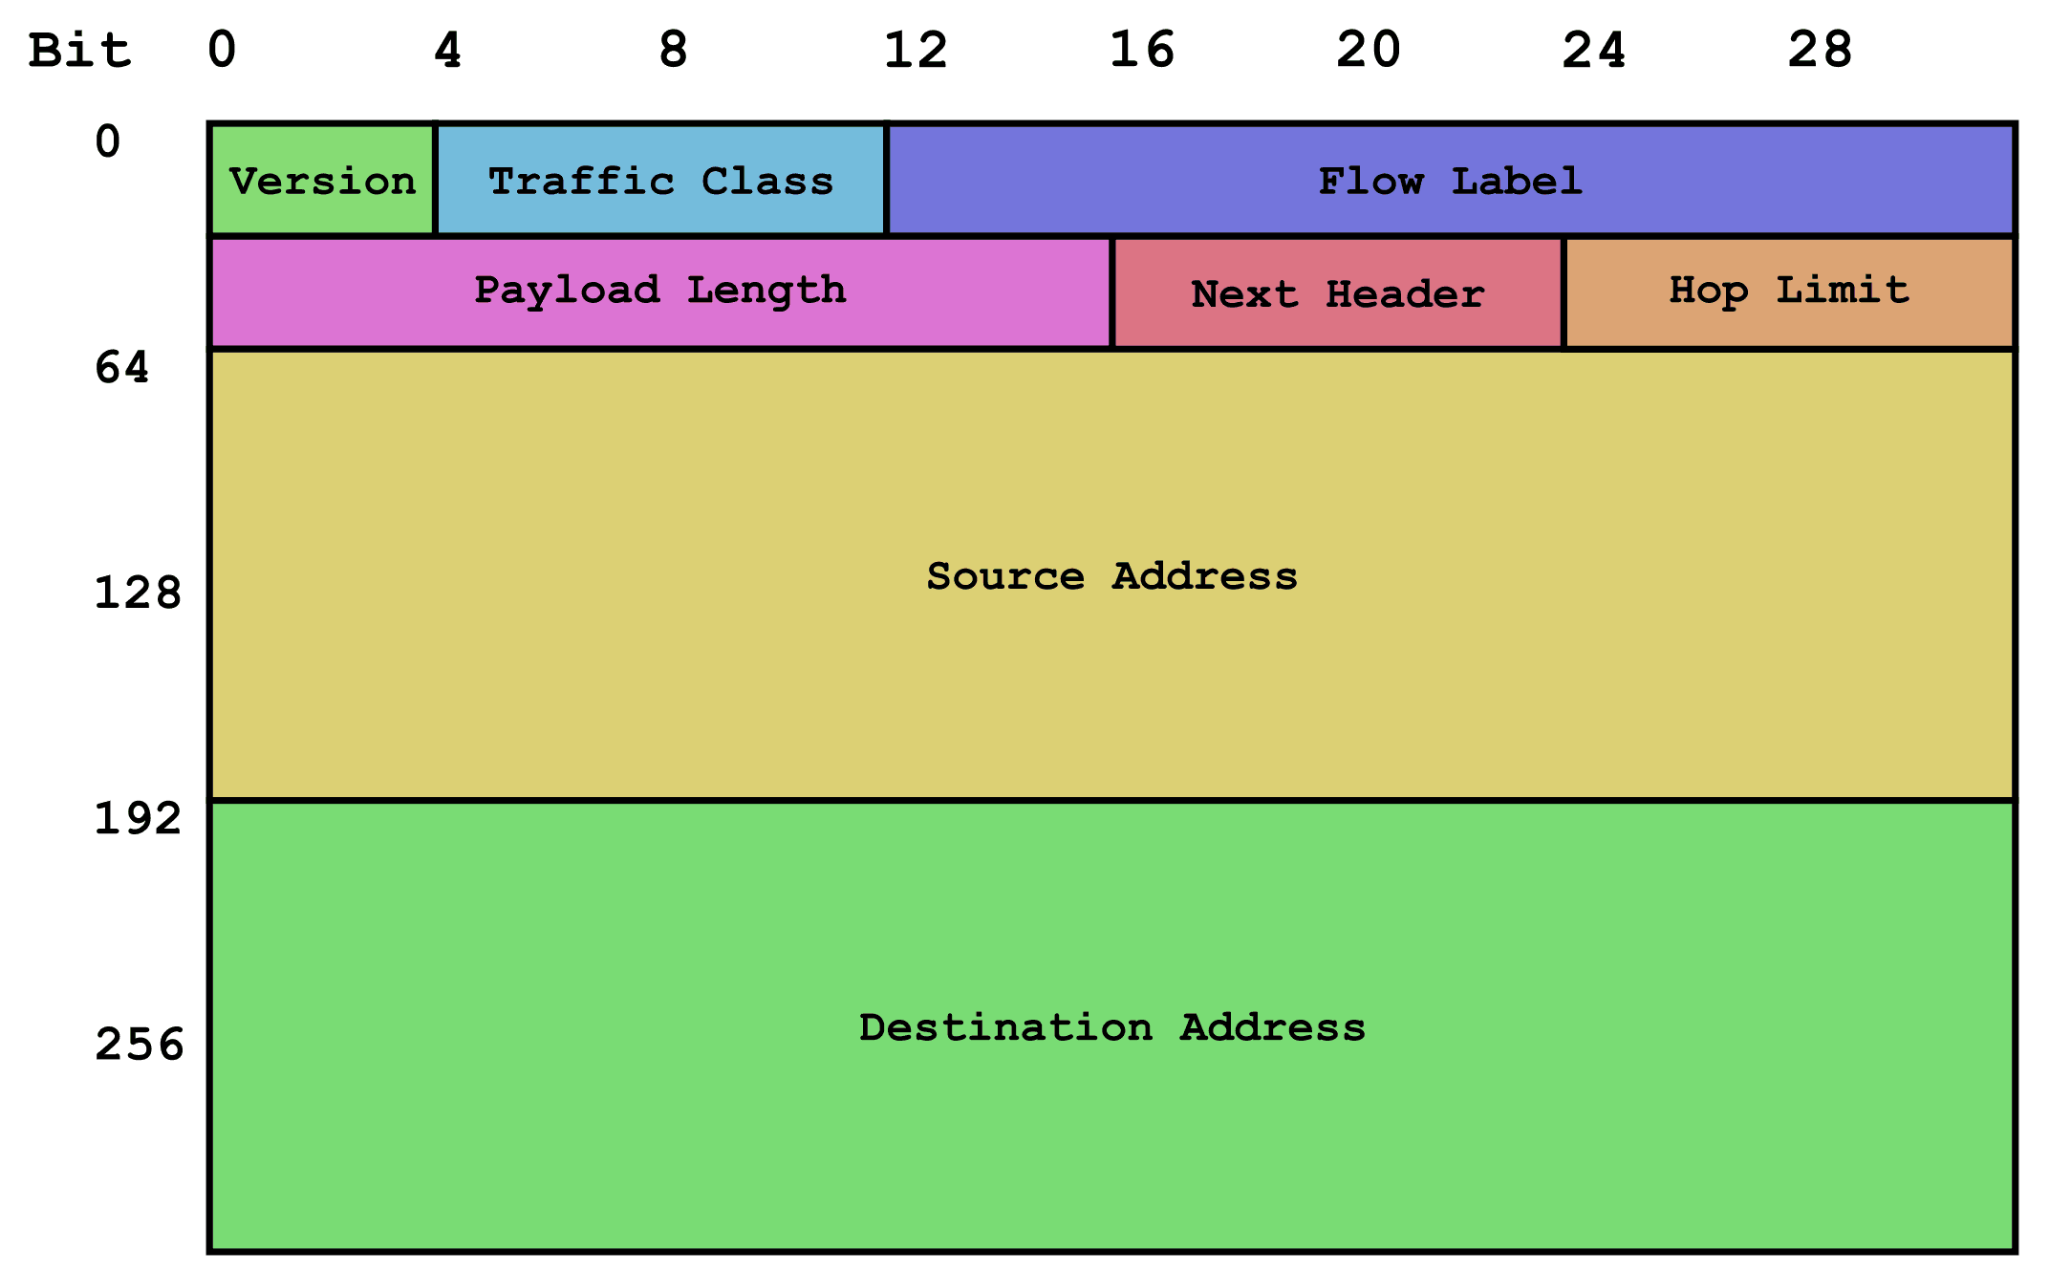 Bit 0 4 8 12 16 20 24 28
0
Version Traffic Class Flow Label
Payload Length Next Header Hop Limit
64
Source Address
128
192
Destination Address
256